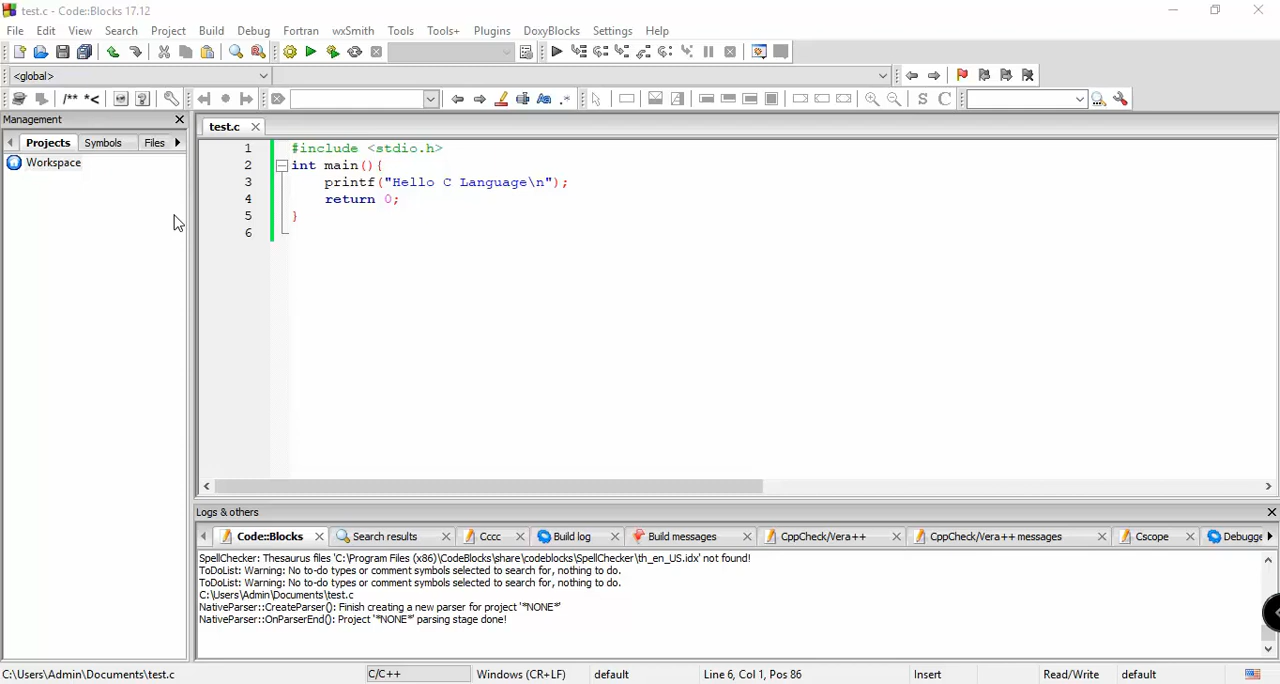 test.c - Code::Blocks 17.12
File Edit View Search Project Build Debug Fortran wxSmith Tools Tools+ Plugins DoxyBlocks Settings Help
<global>
/** *< S C
Management
Projects Symbols Files
Workspace
test.c
1 #include <stdio.h>
2 int main(){
3 printf("Hello C Language\n");
4 return 0;
5 }
6
Logs & others
Code::Blocks Search results Cccc Build log Build messages CppCheck/Vera++ CppCheck/Vera++ messages Cscope Debugge
SpellChecker: Thesaurus files 'C:\Program Files (x86)\CodeBlocks\share\codeblocks\SpellChecker\th_en_US.idx' not found!
ToDoList: Warning: No to-do types or comment symbols selected to search for, nothing to do.
ToDoList: Warning: No to-do types or comment symbols selected to search for, nothing to do.
C:\Users\Admin\Documents\test.c
NativeParser::CreateParser(): Finish creating a new parser for project '*NONE*'
NativeParser::OnParserEnd(): Project '*NONE*' parsing stage done!
C:\Users\Admin\Documents\test.c C/C++ Windows (CR+LF) default Line 6, Col 1, Pos 86 Insert Read/Write default